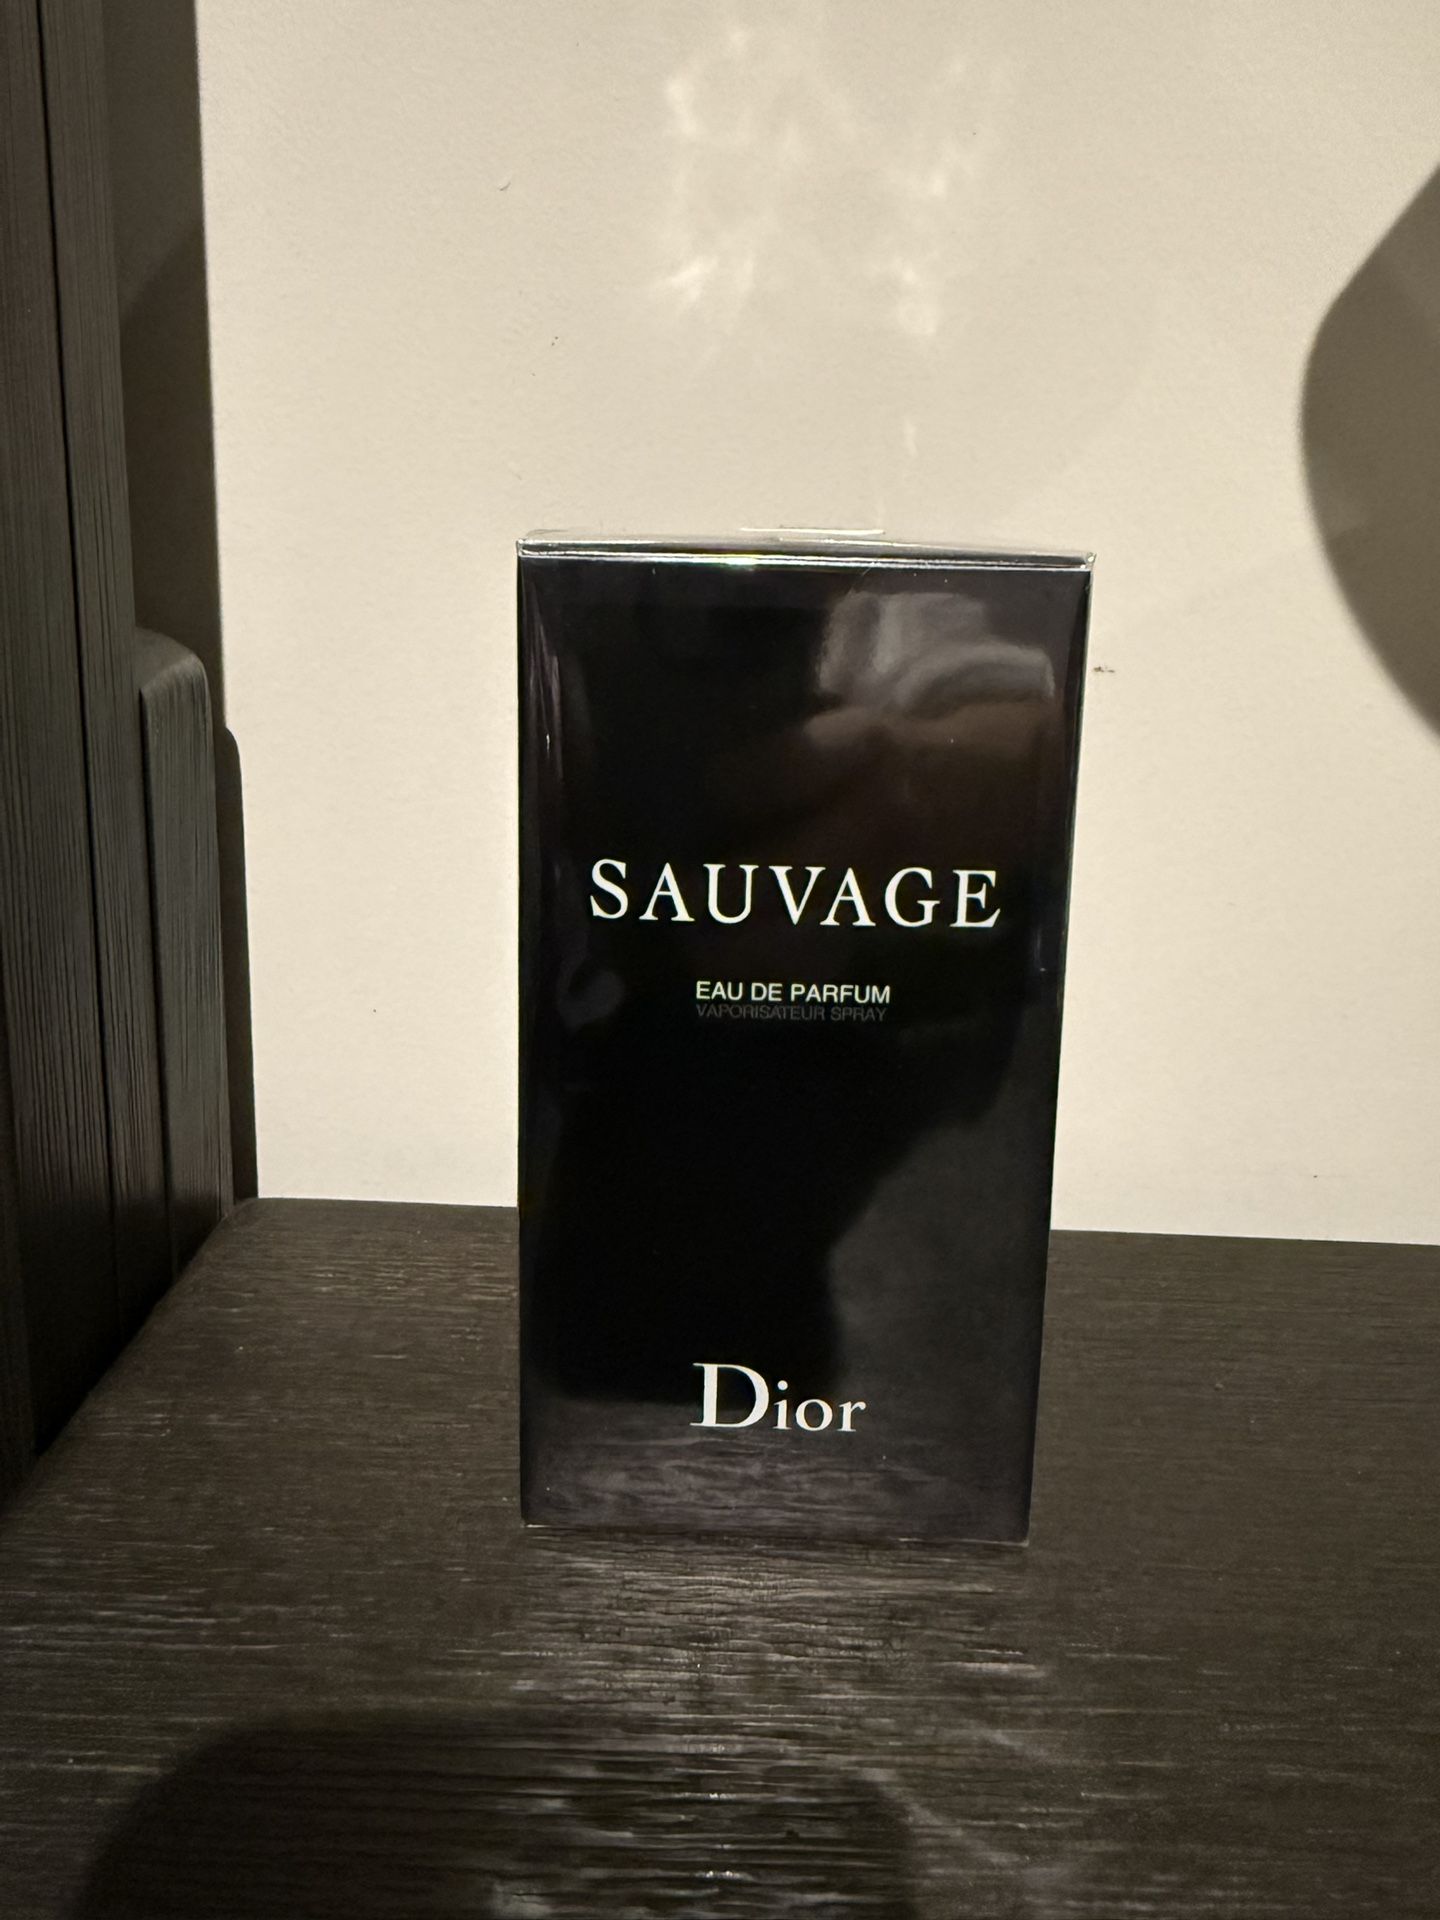 SAUVAGE
EAU DE PARFUM
VAPORISATEUR SPRAY
Dior